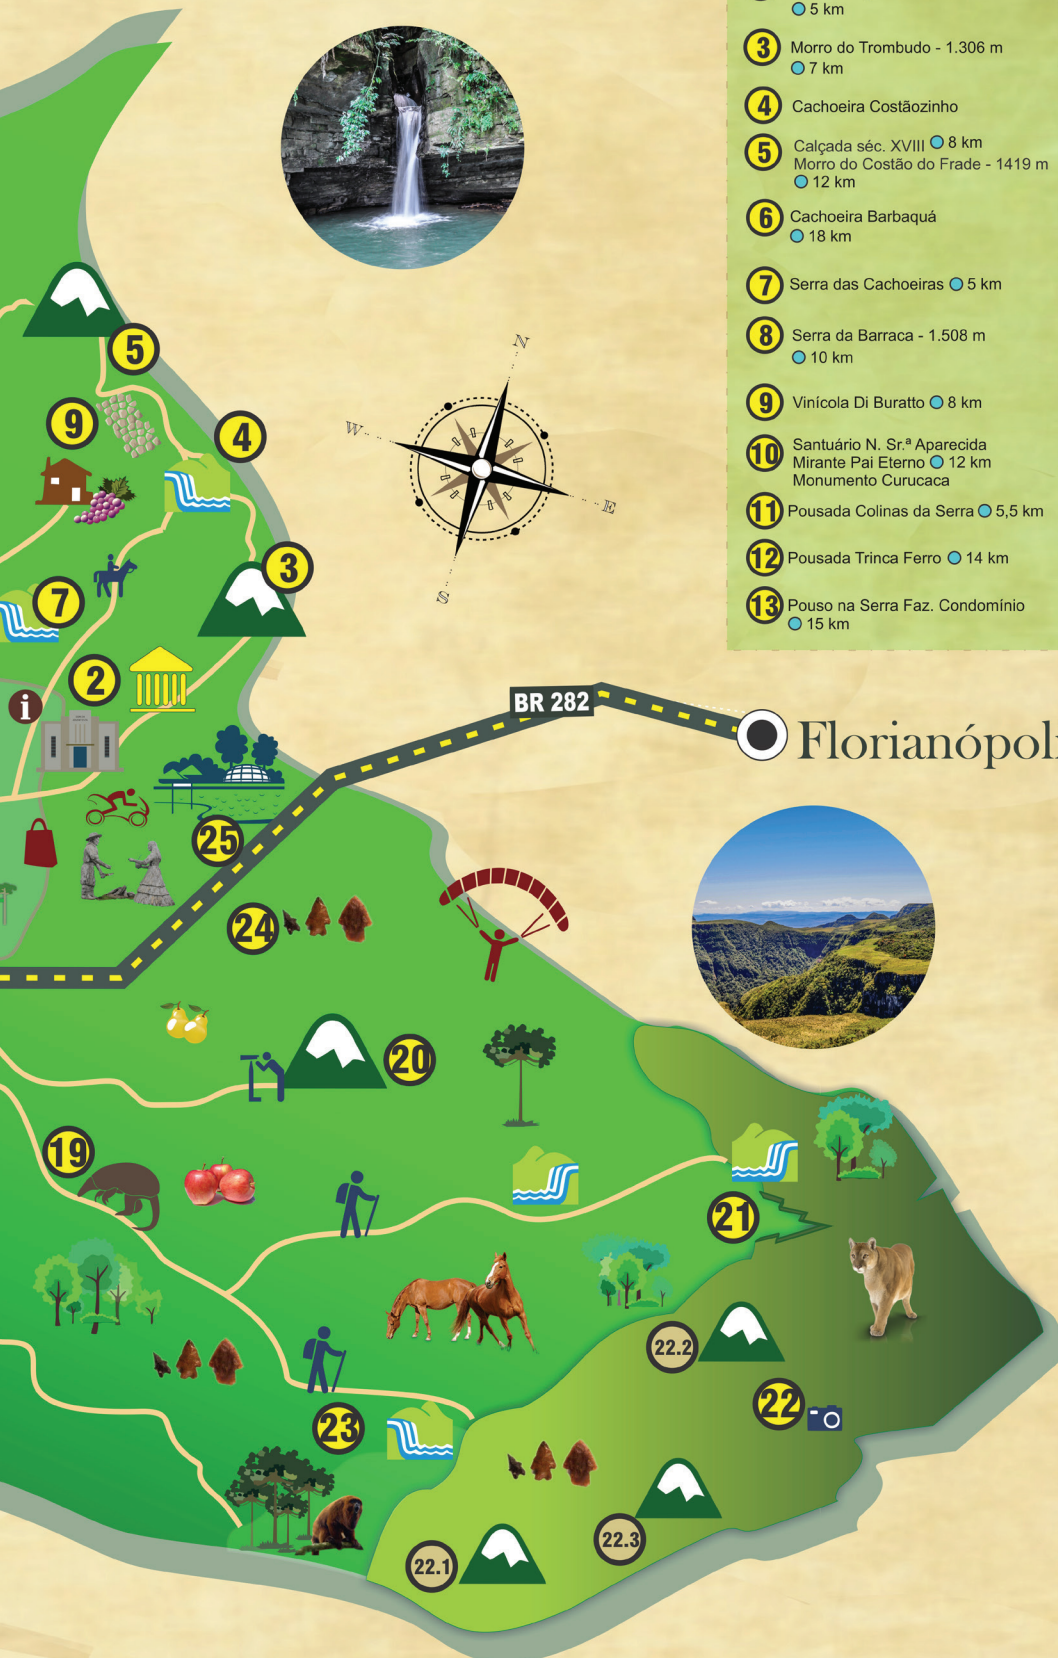 5 km
3 Morro do Trombudo - 1.306 m
7 km
4 Cachoeira Costãozinho
5 Calçada séc. XVIII 8 km
Morro do Costão do Frade - 1419 m
12 km
6 Cachoeira Barbaquá
18 km
7 Serra das Cachoeiras 5 km
8 Serra da Barraca - 1.508 m
10 km
9 Vinícola Di Buratto 8 km
10 Santuário N. Sr.ª Aparecida
Mirante Pai Eterno 12 km
Monumento Curucaca
11 Pousada Colinas da Serra 5,5 km
12 Pousada Trinca Ferro 14 km
13 Pouso na Serra Faz. Condomínio
15 km
N
W
E
S
5
9
4
3
7
2
i
BR 282
Florianópoli
25
24
20
19
21
22.2
22
23
22.3
22.1